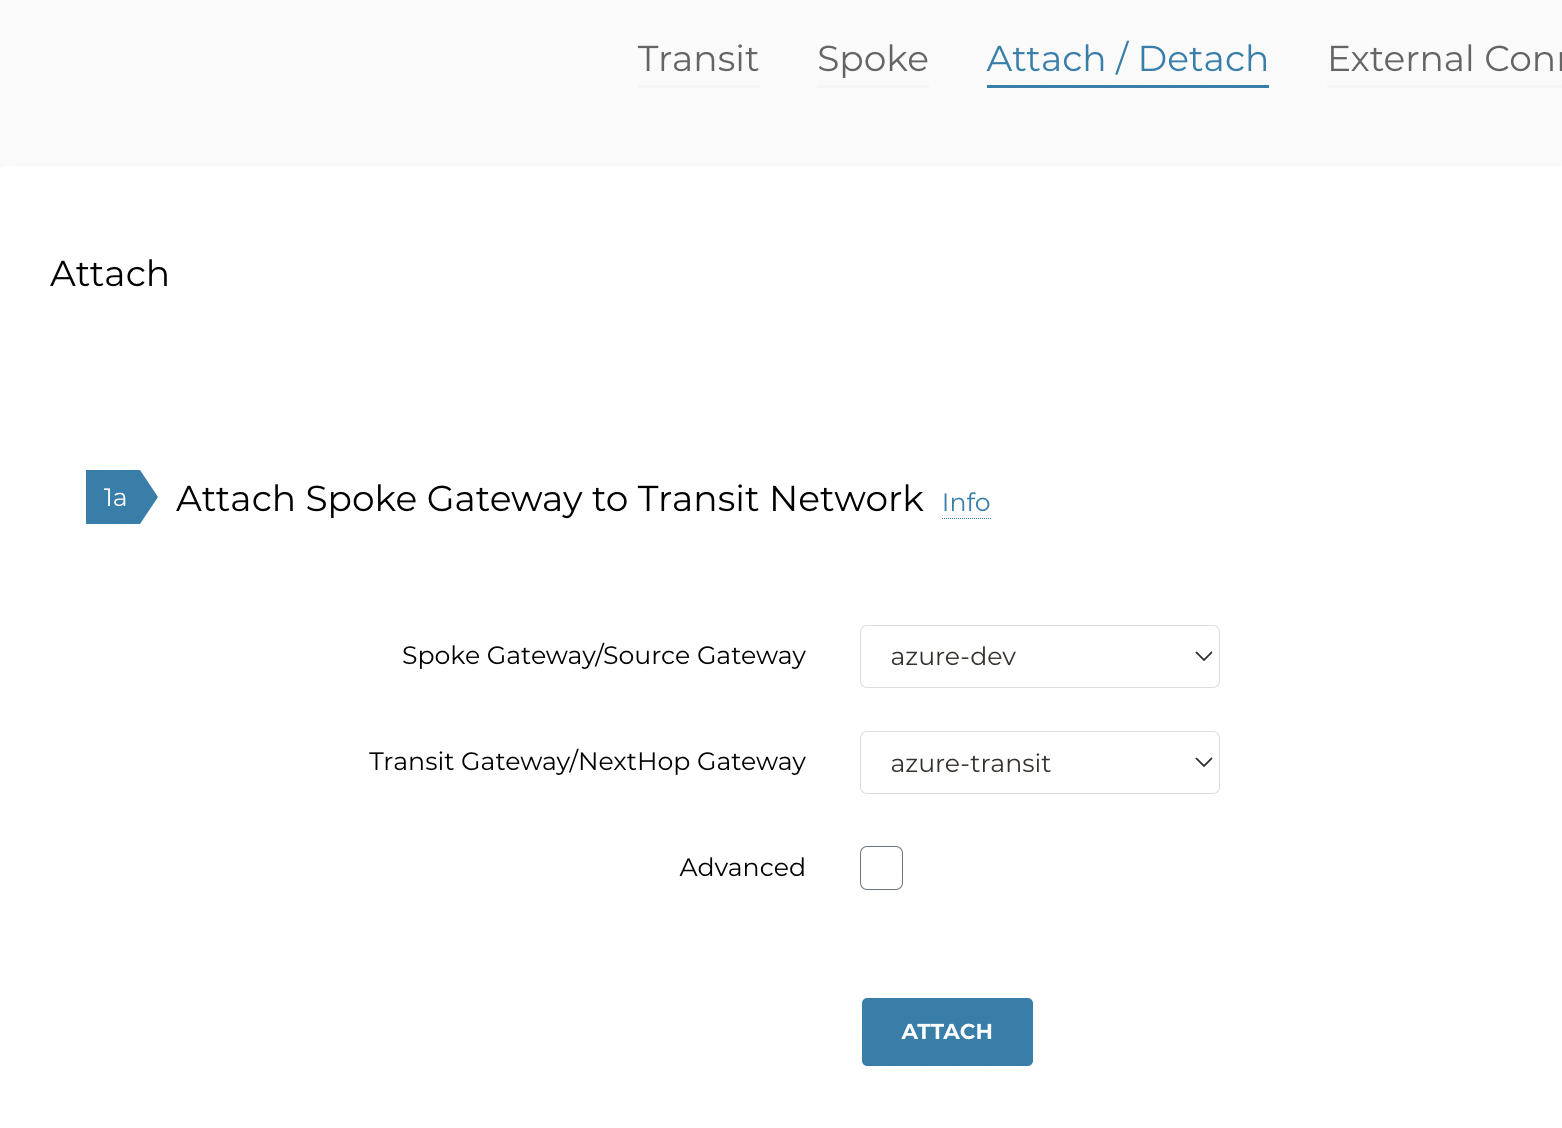 Transit Spoke Attach / Detach External Con
Attach
1a Attach Spoke Gateway to Transit Network Info
Spoke Gateway/Source Gateway azure-dev
Transit Gateway/NextHop Gateway azure-transit
Advanced
ATTACH